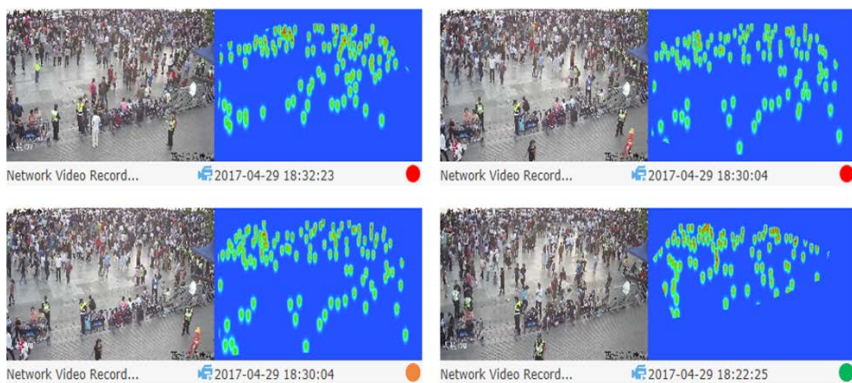 Network Video Record... 2017-04-29 18:32:23
Network Video Record... 2017-04-29 18:30:04
Network Video Record... 2017-04-29 18:30:04
Network Video Record... 2017-04-29 18:22:25